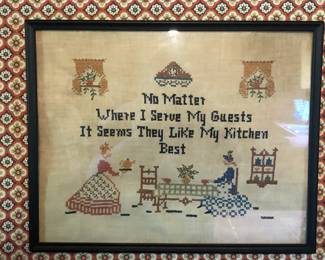 No Matter
Where I Serve My Guests
It Seems They Like My Kitchen
Best